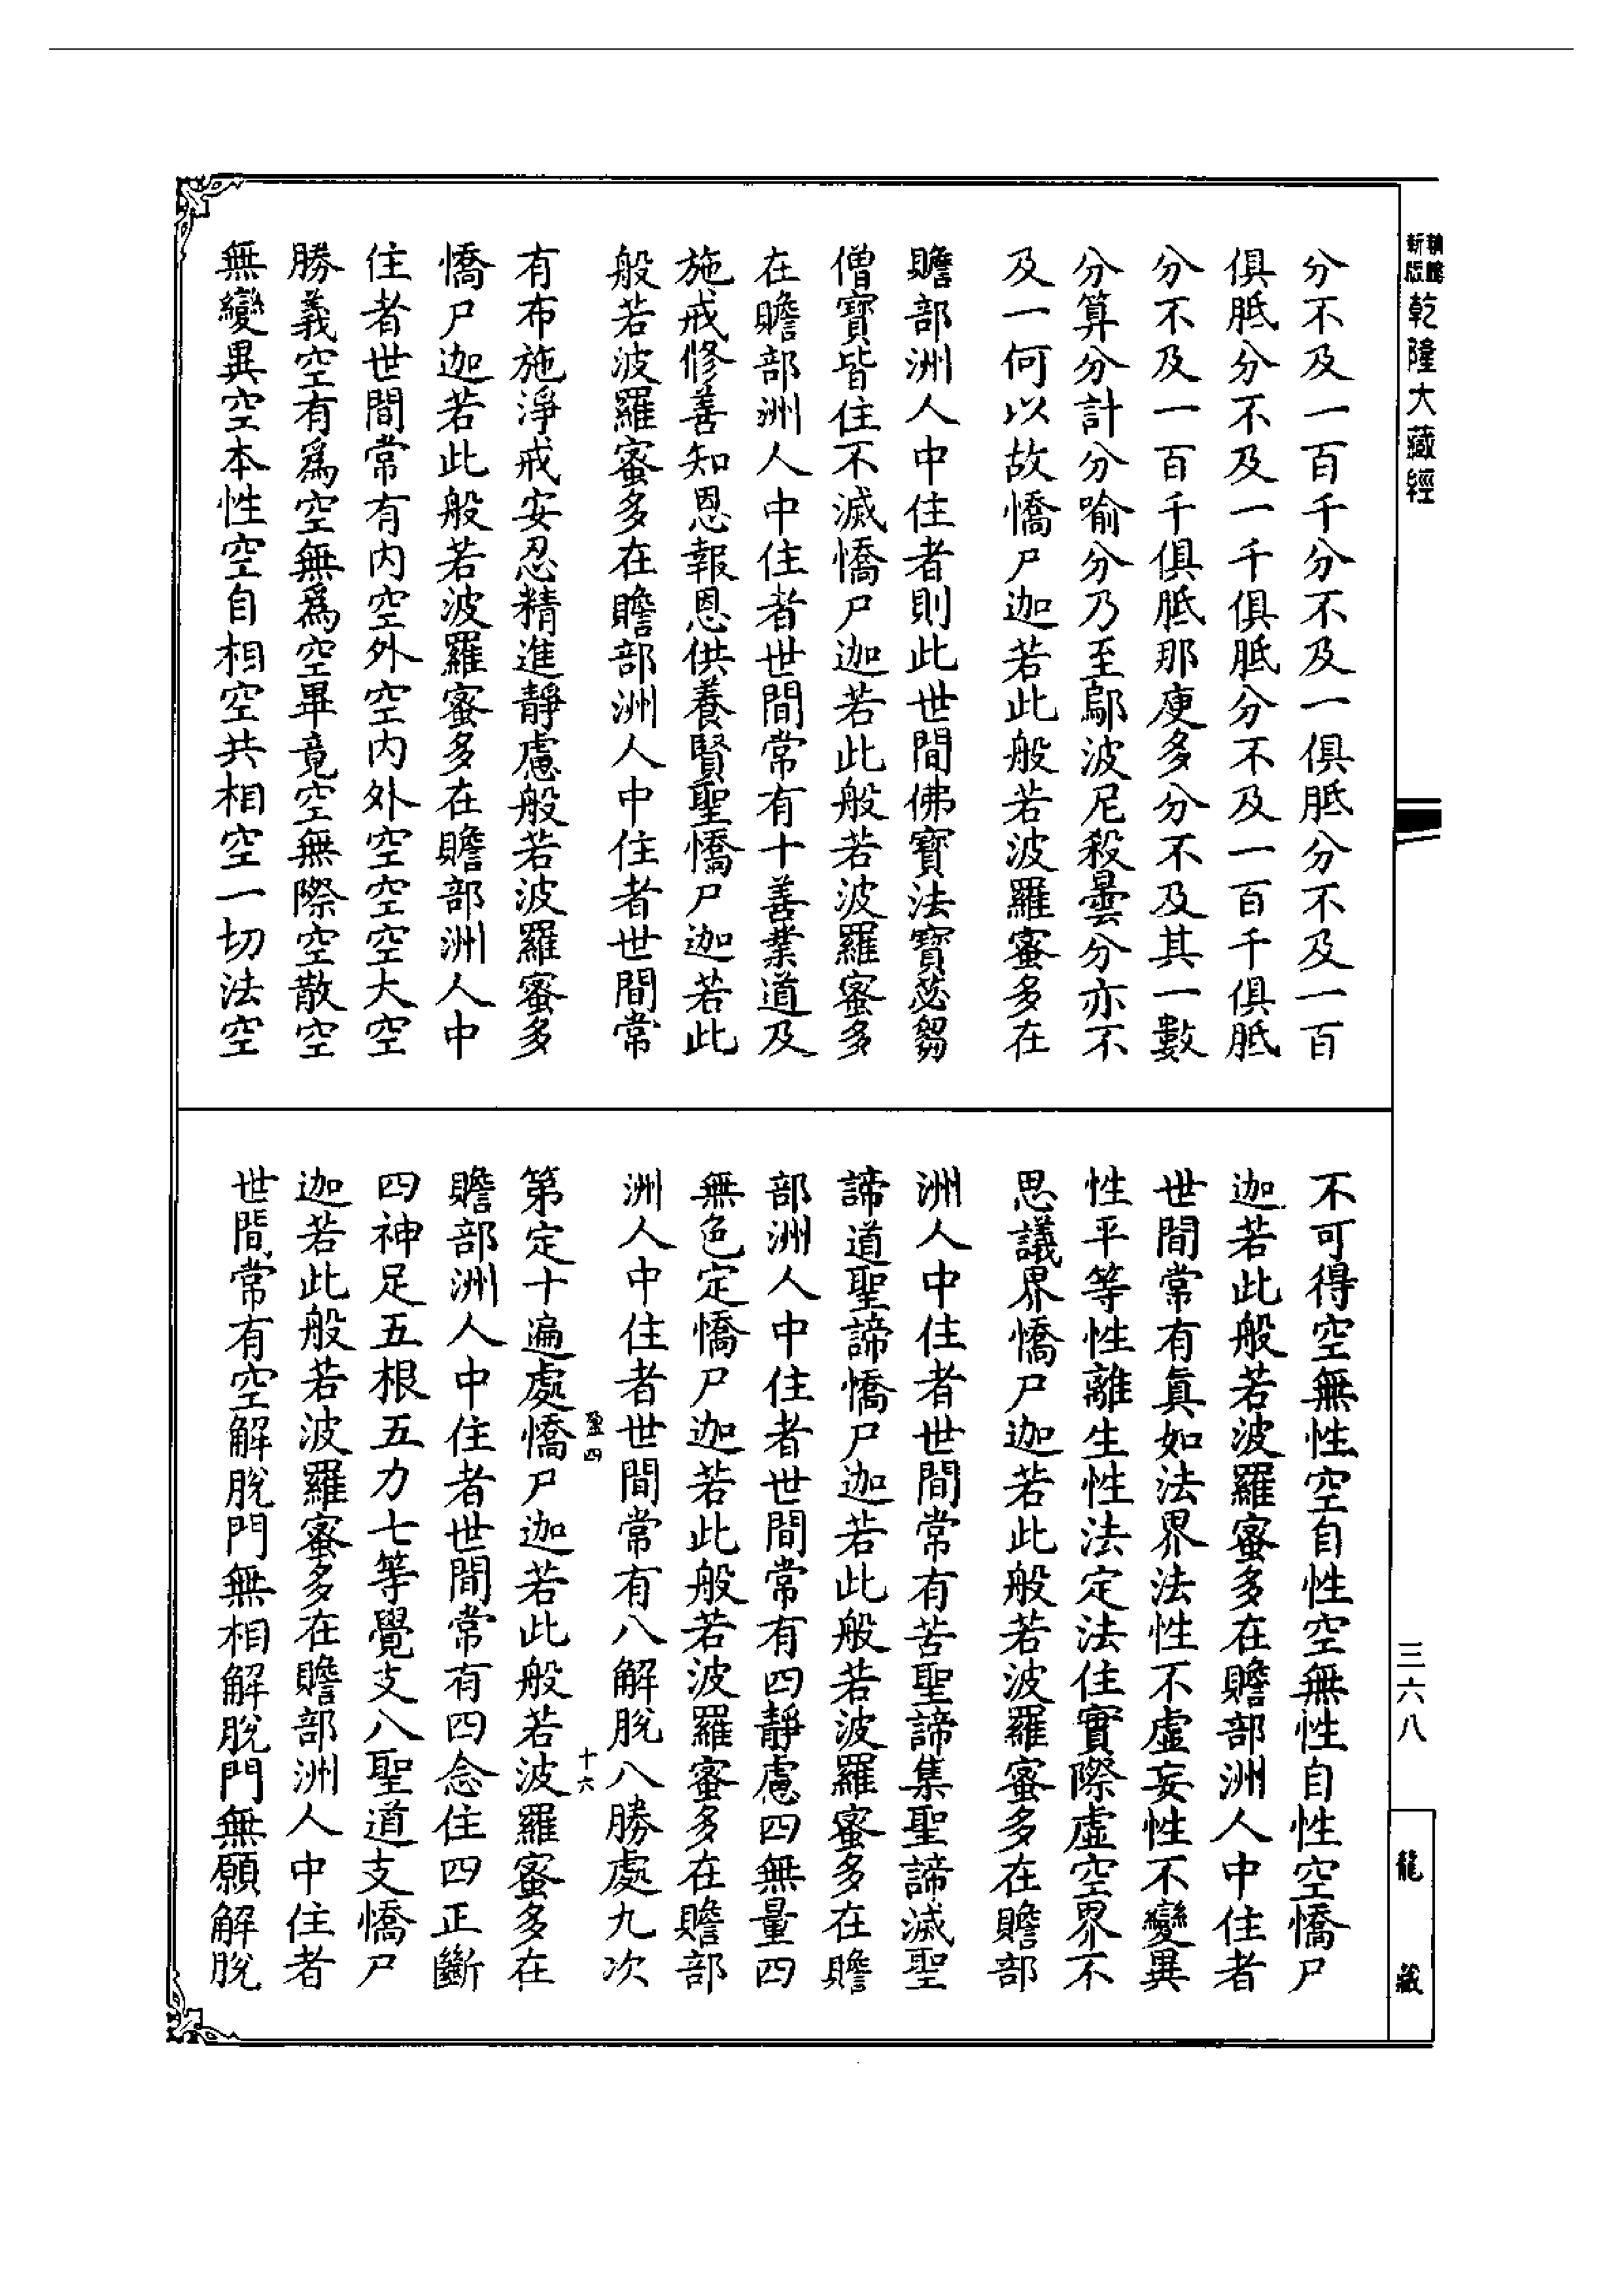 新版
乾隆大藏經
分不及一百千分不及一俱胝分不及一百
俱胝分不及一千俱胝分不及一百千俱胝
分不及一百千俱胝那庾多分不及其一數
分算分計分喻分乃至鄔波尼殺曇分亦不
及一何以故憍尸迦若此般若波羅蜜多在
贍部洲人中住者則此世間佛寶法寶苾芻
僧寶皆住不滅憍尸迦若此般若波羅蜜多
在贍部洲人中住者世間常有十善業道及
施戒修善知恩報恩供養賢聖憍尸迦若此
般若波羅蜜多在贍部洲人中住者世間常
有布施淨戒安忍精進靜慮般若波羅蜜多
憍尸迦若此般若波羅蜜多在贍部洲人中
住者世間常有內空外空內外空空空大空
勝義空有為空無為空畢竟空無際空散空
無變異空本性空自相空共相空一切法空
不可得空無性空自性空無性自性空憍尸
迦若此般若波羅蜜多在贍部洲人中住者
世間常有真如法界法性不虛妄性不變異
性平等性離生性法定法住實際虛空界不
思議界憍尸迦若此般若波羅蜜多在贍部
洲人中住者世間常有苦聖諦集聖諦滅聖
諦道聖諦憍尸迦若此般若波羅蜜多在贍
部洲人中住者世間常有四靜慮四無量四
無色定憍尸迦若此般若波羅蜜多在贍部
洲人中住者世間常有八解脫八勝處九次
盈四
十六
第定十遍處憍尸迦若此般若波羅蜜多在
贍部洲人中住者世間常有四念住四正斷
四神足五根五力七等覺支八聖道支憍尸
迦若此般若波羅蜜多在贍部洲人中住者
世間常有空解脫門無相解脫門無願解脫
三六八
龍藏